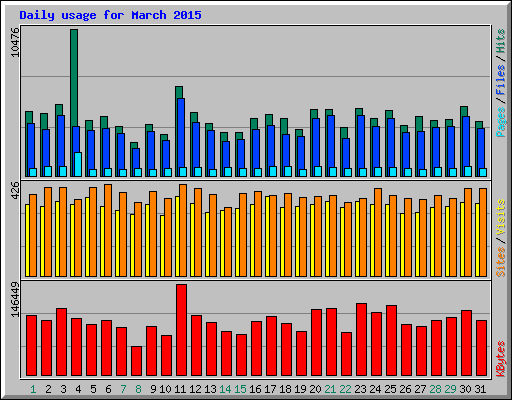 Daily usage for March 2015
10476
Pages / Files / Hits
426
Sites / Visits
146449
KBytes
1 2 3 4 5 6 7 8 9 10 11 12 13 14 15 16 17 18 19 20 21 22 23 24 25 26 27 28 29 30 31